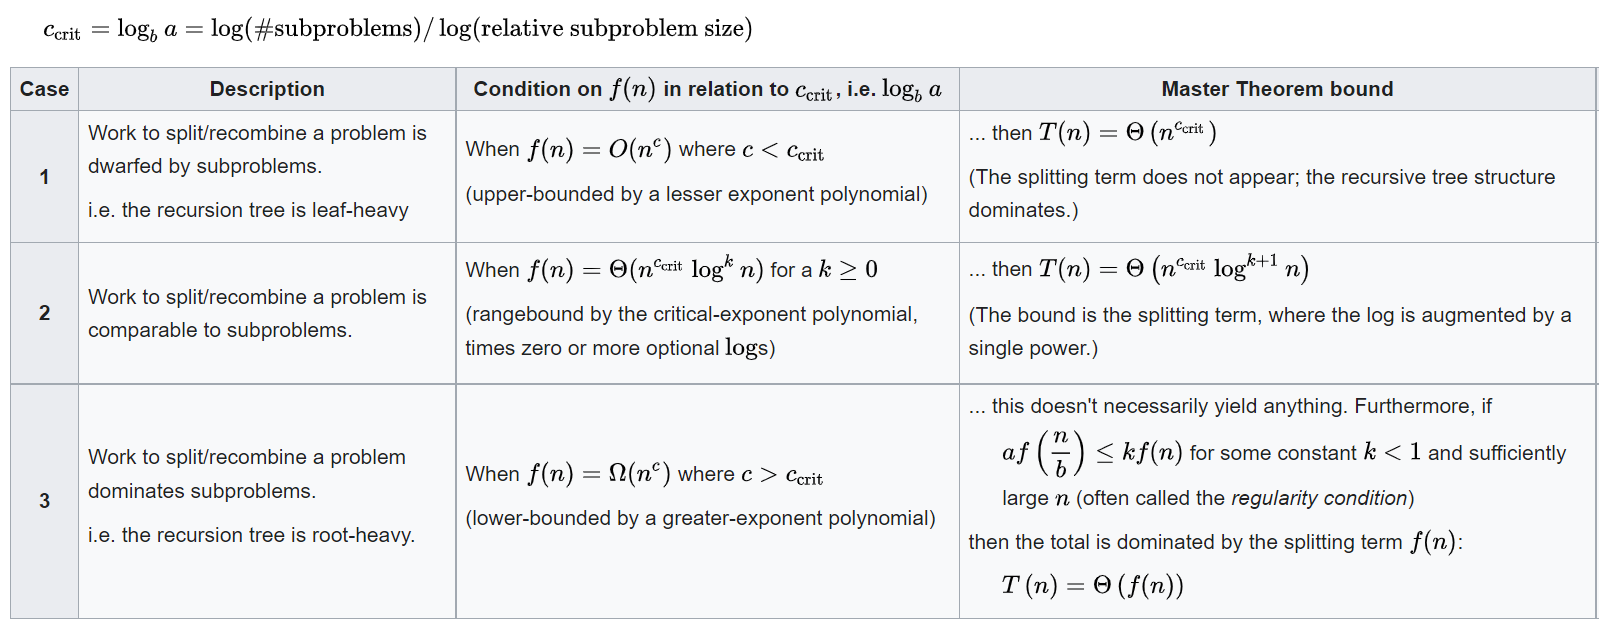 c_crit = log_b a = log(#subproblems)/ log(relative subproblem size)
Case Description Condition on f(n) in relation to c_crit, i.e. log_b a Master Theorem bound
1
Work to split/recombine a problem is
dwarfed by subproblems.
i.e. the recursion tree is leaf-heavy
When f(n) = O(n^c) where c < c_crit
(upper-bounded by a lesser exponent polynomial)
... then T(n) = Θ (n^{c_crit})
(The splitting term does not appear; the recursive tree structure
dominates.)
2
Work to split/recombine a problem is
comparable to subproblems.
When f(n) = Θ(n^{c_crit} log^k n) for a k ≥ 0
(rangebound by the critical-exponent polynomial,
times zero or more optional logs)
... then T(n) = Θ (n^{c_crit} log^{k+1} n)
(The bound is the splitting term, where the log is augmented by a
single power.)
3
Work to split/recombine a problem
dominates subproblems.
i.e. the recursion tree is root-heavy.
When f(n) = Ω(n^c) where c > c_crit
(lower-bounded by a greater-exponent polynomial)
... this doesn't necessarily yield anything. Furthermore, if
af (n/b) ≤ kf(n) for some constant k < 1 and sufficiently
large n (often called the regularity condition)
then the total is dominated by the splitting term f(n):
T (n) = Θ (f(n))